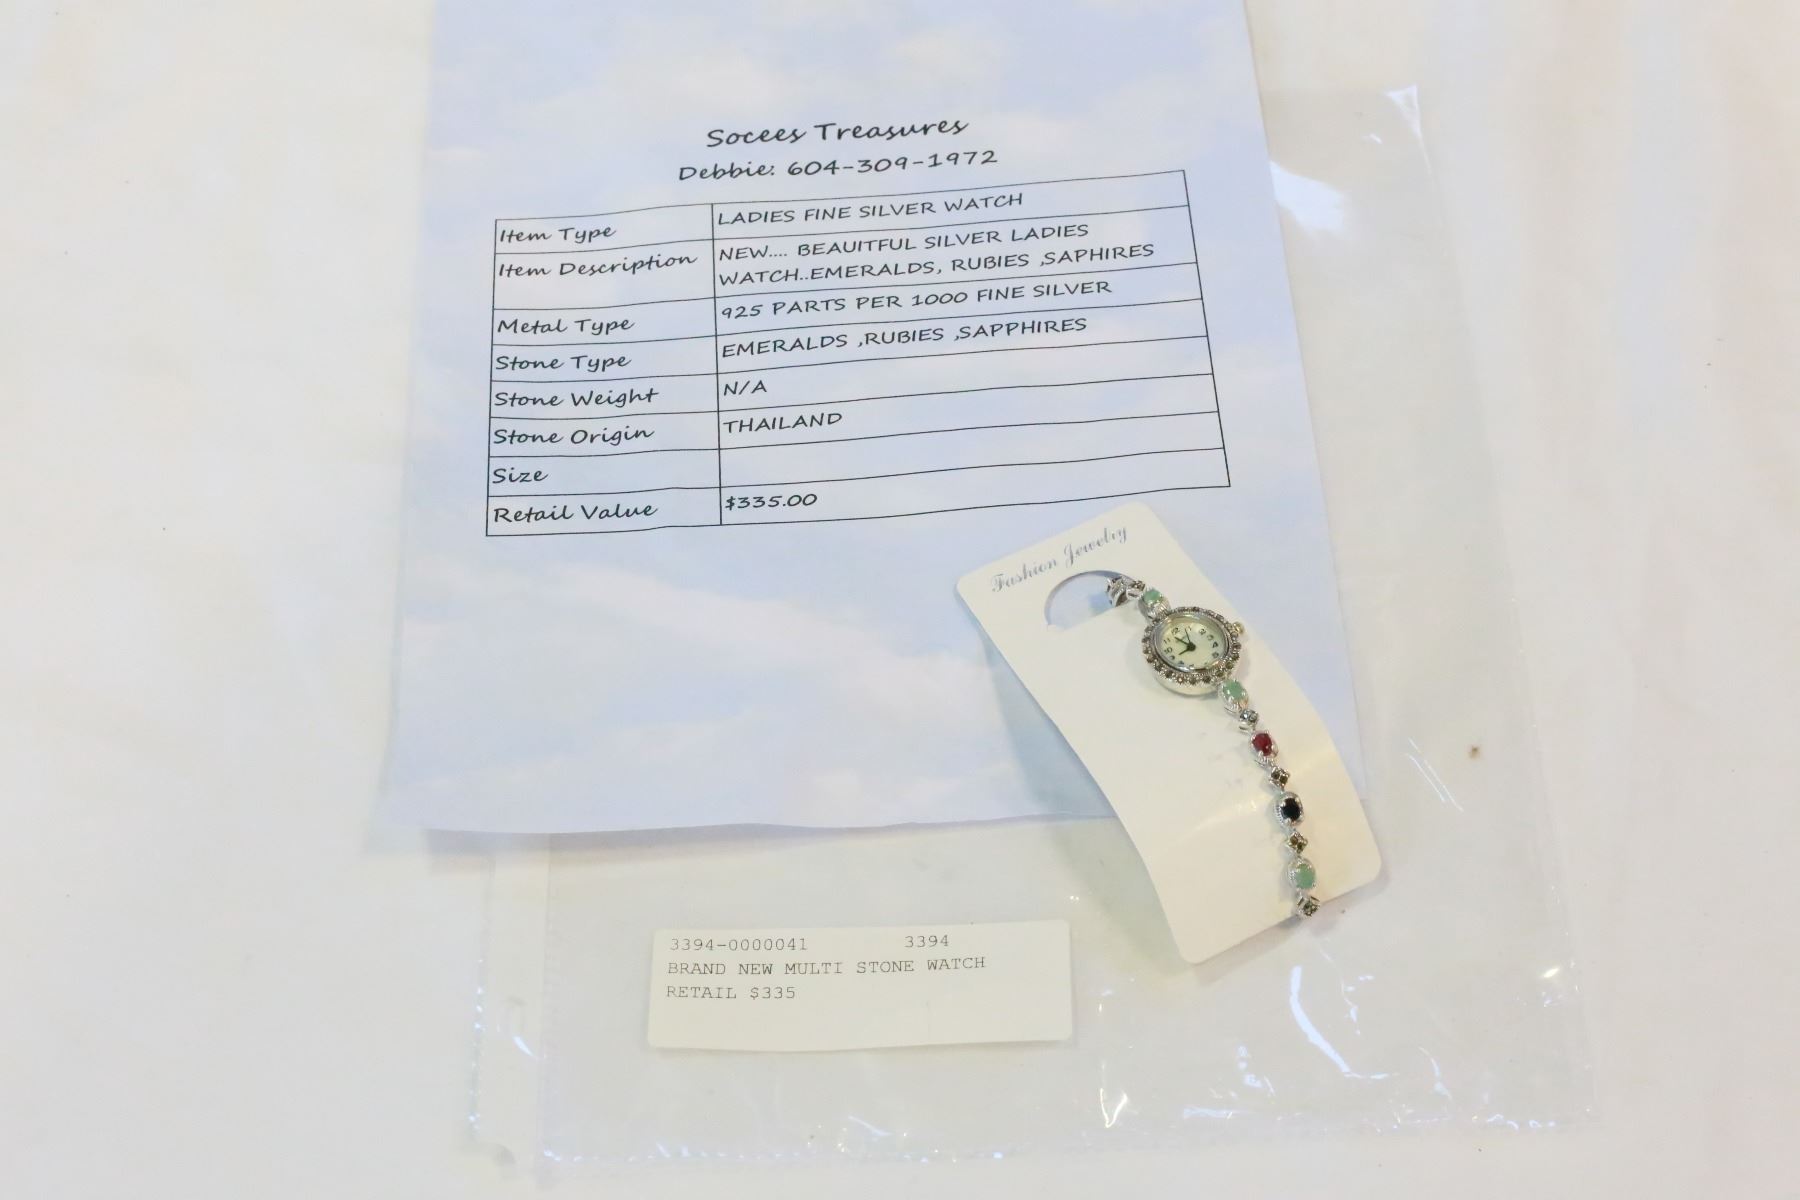 Socees Treasures
Debbie: 604-309-1972
Item Type LADIES FINE SILVER WATCH
Item Description NEW.... BEAUITFUL SILVER LADIES
WATCH..EMERALDS, RUBIES ,SAPHIRES
Metal Type 925 PARTS PER 1000 FINE SILVER
Stone Type EMERALDS ,RUBIES ,SAPPHIRES
Stone Weight N/A
Stone Origin THAILAND
Size
Retail Value $335.00
Fashion Jewelry
3394-0000041 3394
BRAND NEW MULTI STONE WATCH
RETAIL $335